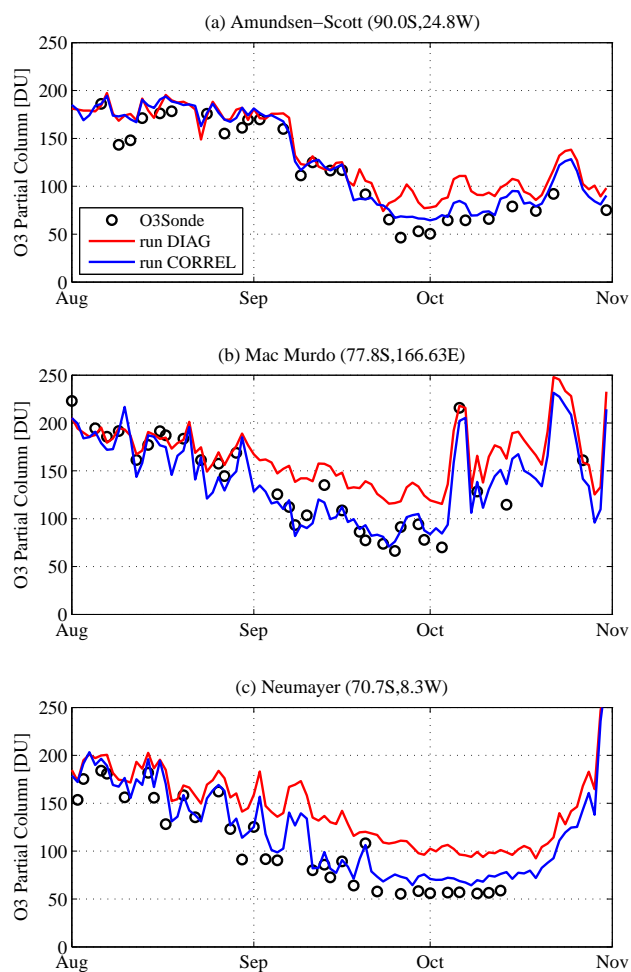 (a) Amundsen−Scott (90.0S,24.8W)
O3 Partial Column [DU]
250
200
150
100
50
0
O3Sonde
run DIAG
run CORREL
Aug Sep Oct Nov
(b) Mac Murdo (77.8S,166.63E)
O3 Partial Column [DU]
250
200
150
100
50
0
Aug Sep Oct Nov
(c) Neumayer (70.7S,8.3W)
O3 Partial Column [DU]
250
200
150
100
50
0
Aug Sep Oct Nov